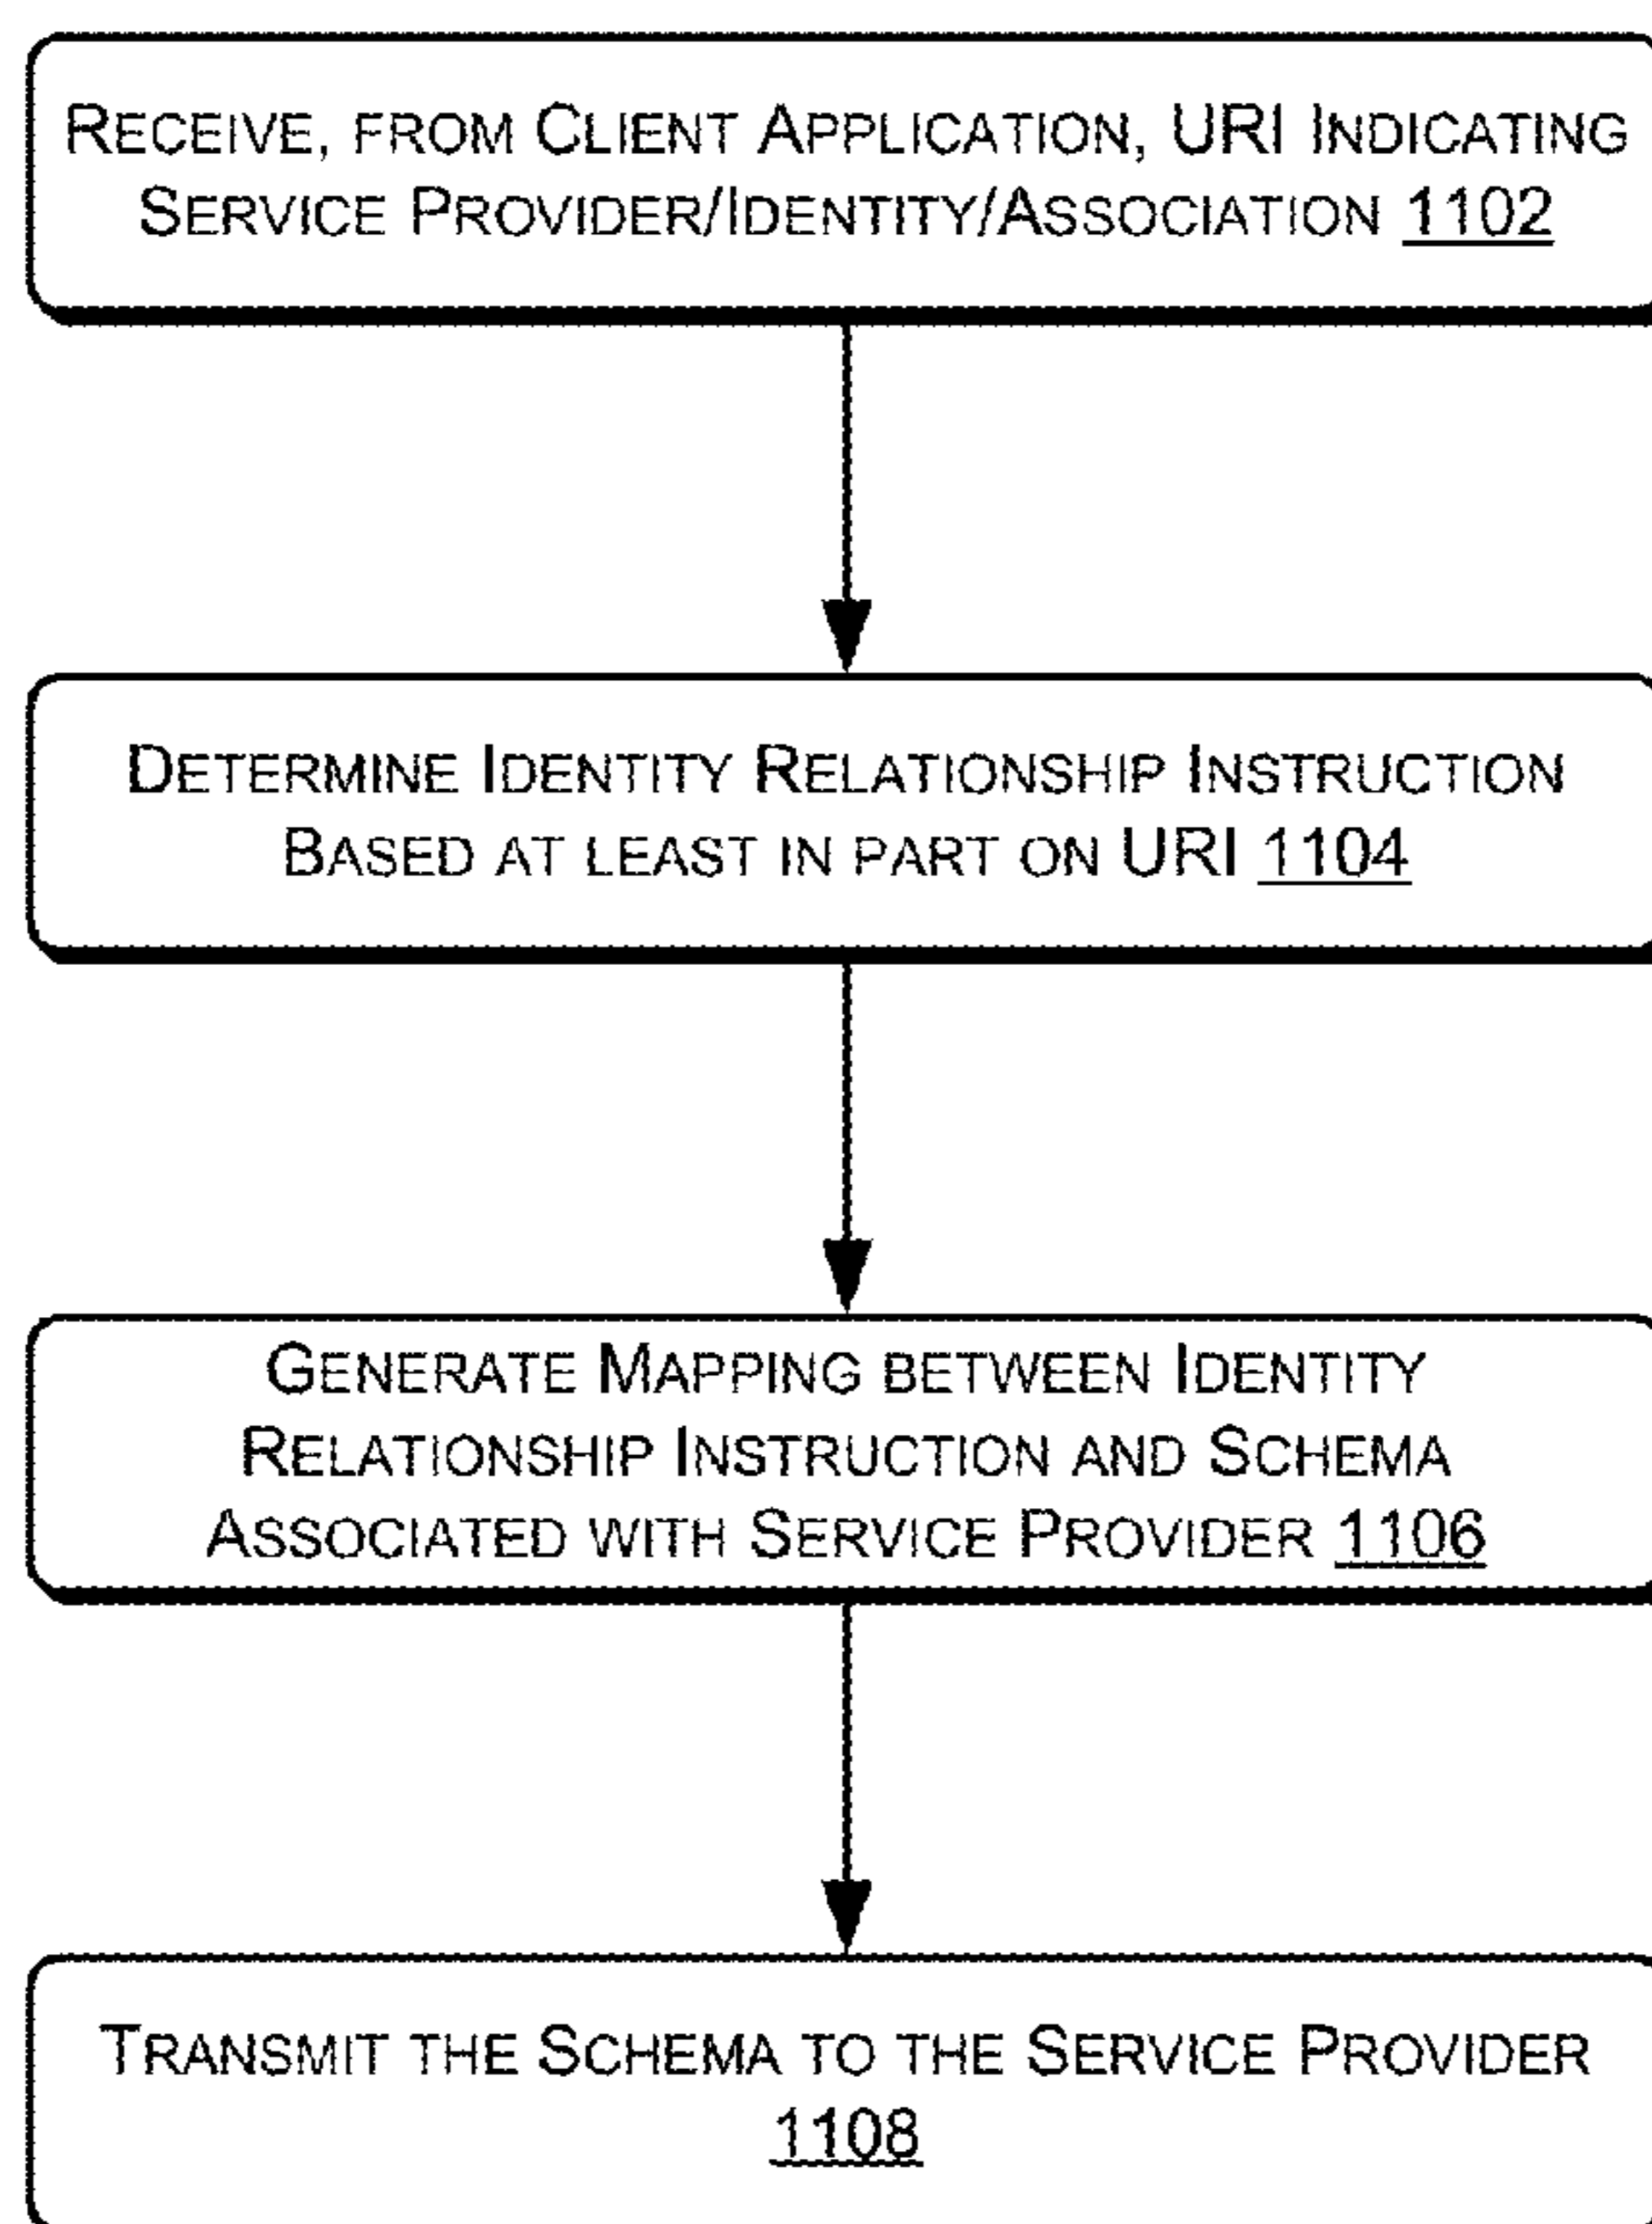 RECEIVE, FROM CLIENT APPLICATION, URI INDICATING
SERVICE PROVIDER/IDENTITY/ASSOCIATION 1102
DETERMINE IDENTITY RELATIONSHIP INSTRUCTION
BASED AT LEAST IN PART ON URI 1104
GENERATE MAPPING BETWEEN IDENTITY
RELATIONSHIP INSTRUCTION AND SCHEMA
ASSOCIATED WITH SERVICE PROVIDER 1106
TRANSMIT THE SCHEMA TO THE SERVICE PROVIDER
1108